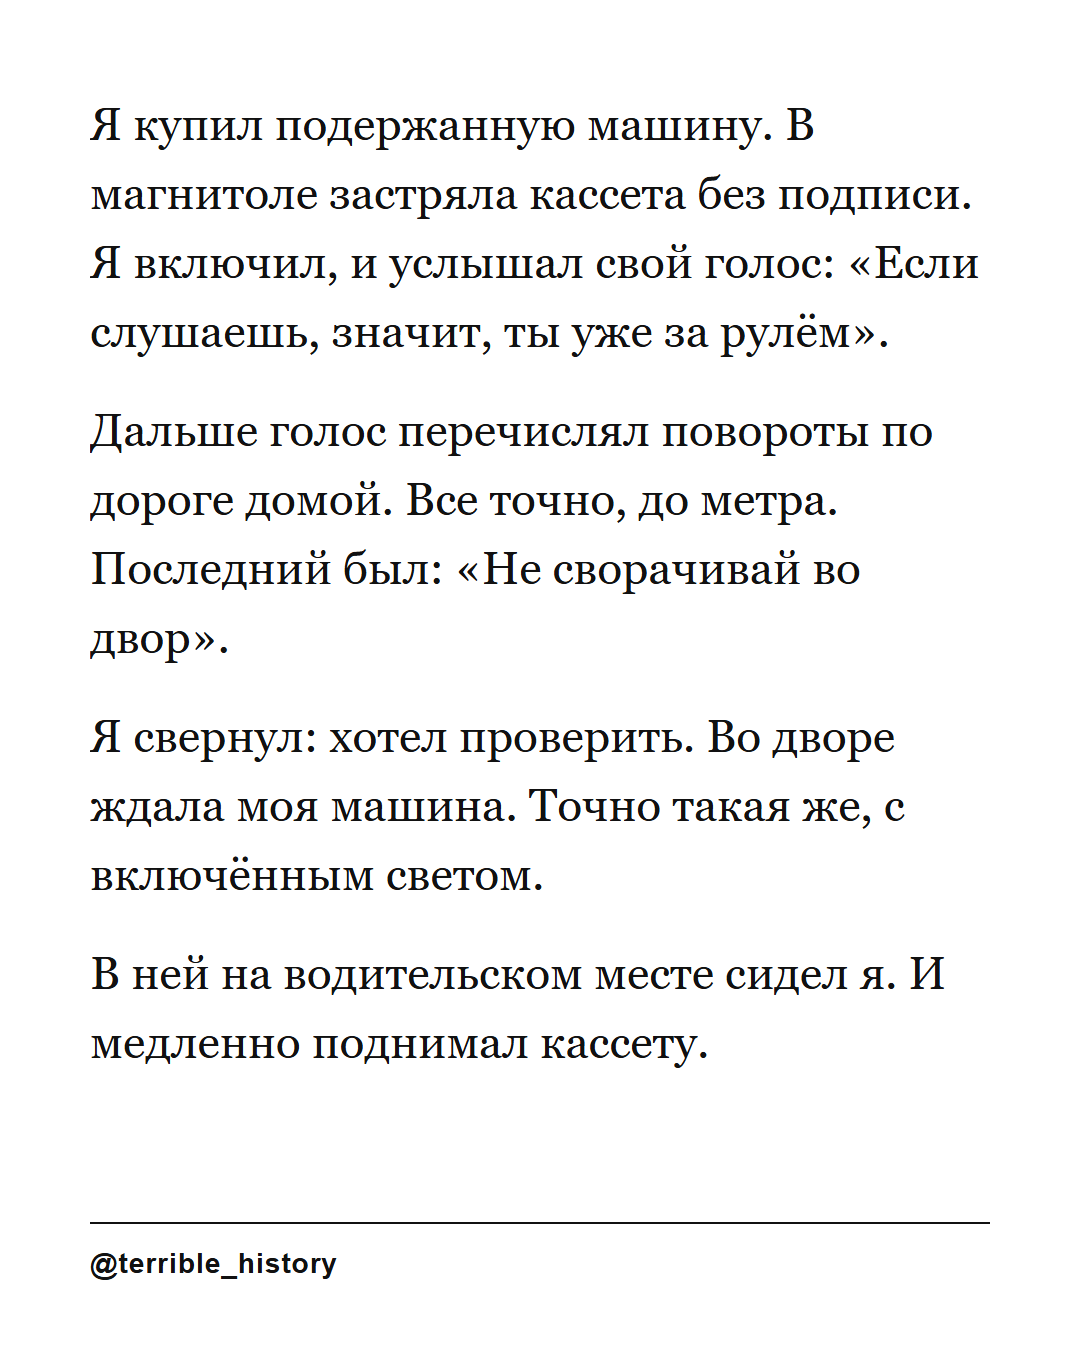 Я купил подержанную машину. В
магнитоле застряла кассета без подписи.
Я включил, и услышал свой голос: «Если
слушаешь, значит, ты уже за рулём».
Дальше голос перечислял повороты по
дороге домой. Все точно, до метра.
Последний был: «Не сворачивай во
двор».
Я свернул: хотел проверить. Во дворе
ждала моя машина. Точно такая же, с
включённым светом.
В ней на водительском месте сидел я. И
медленно поднимал кассету.
@terrible_history